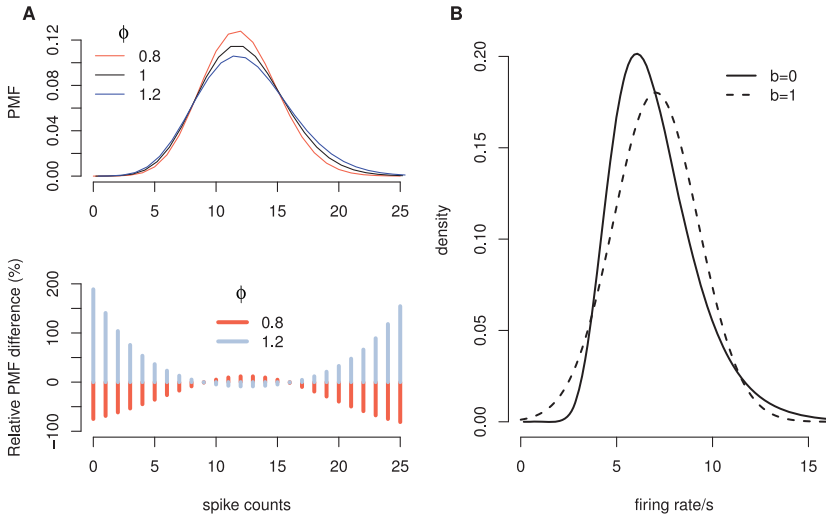 A
ϕ
0.8
1
1.2
PMF
0.00 0.04 0.08 0.12
0 5 10 15 20 25
Relative PMF difference (%)
−100 0 100 200
ϕ
0.8
1.2
0 5 10 15 20 25
spike counts
B
b=0
b=1
density
0.00 0.05 0.10 0.15 0.20
0 5 10 15
firing rate/s